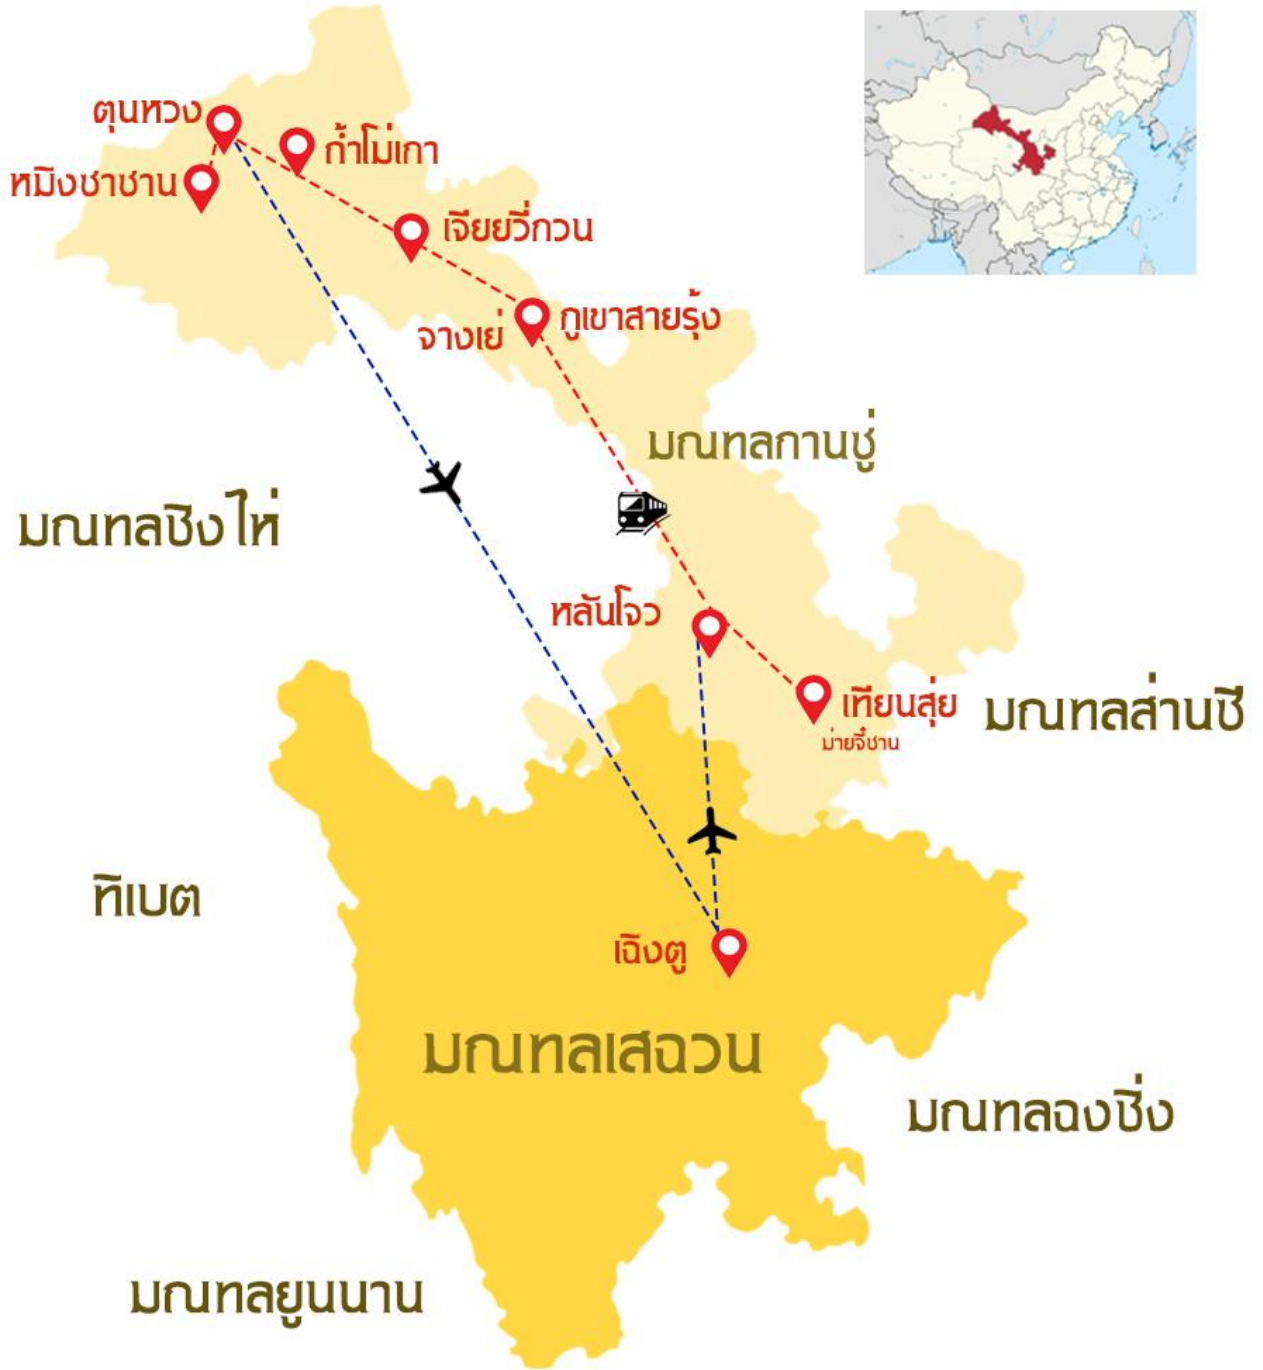 ตุนหวง
ถ้ำโม่เกา
หมิงซาซาน
เจียยวี่กวน
ภูเขาสายรุ้ง
จางเย่
มณฑลกานซู่
มณฑลชิงไห่
หลันโจว
เทียนสุ่ย
ม่ายจี๋ซาน
มณฑลส่านซี
ทิเบต
เฉิงตู
มณฑลเสฉวน
มณฑลฉงชิ่ง
มณฑลยูนนาน